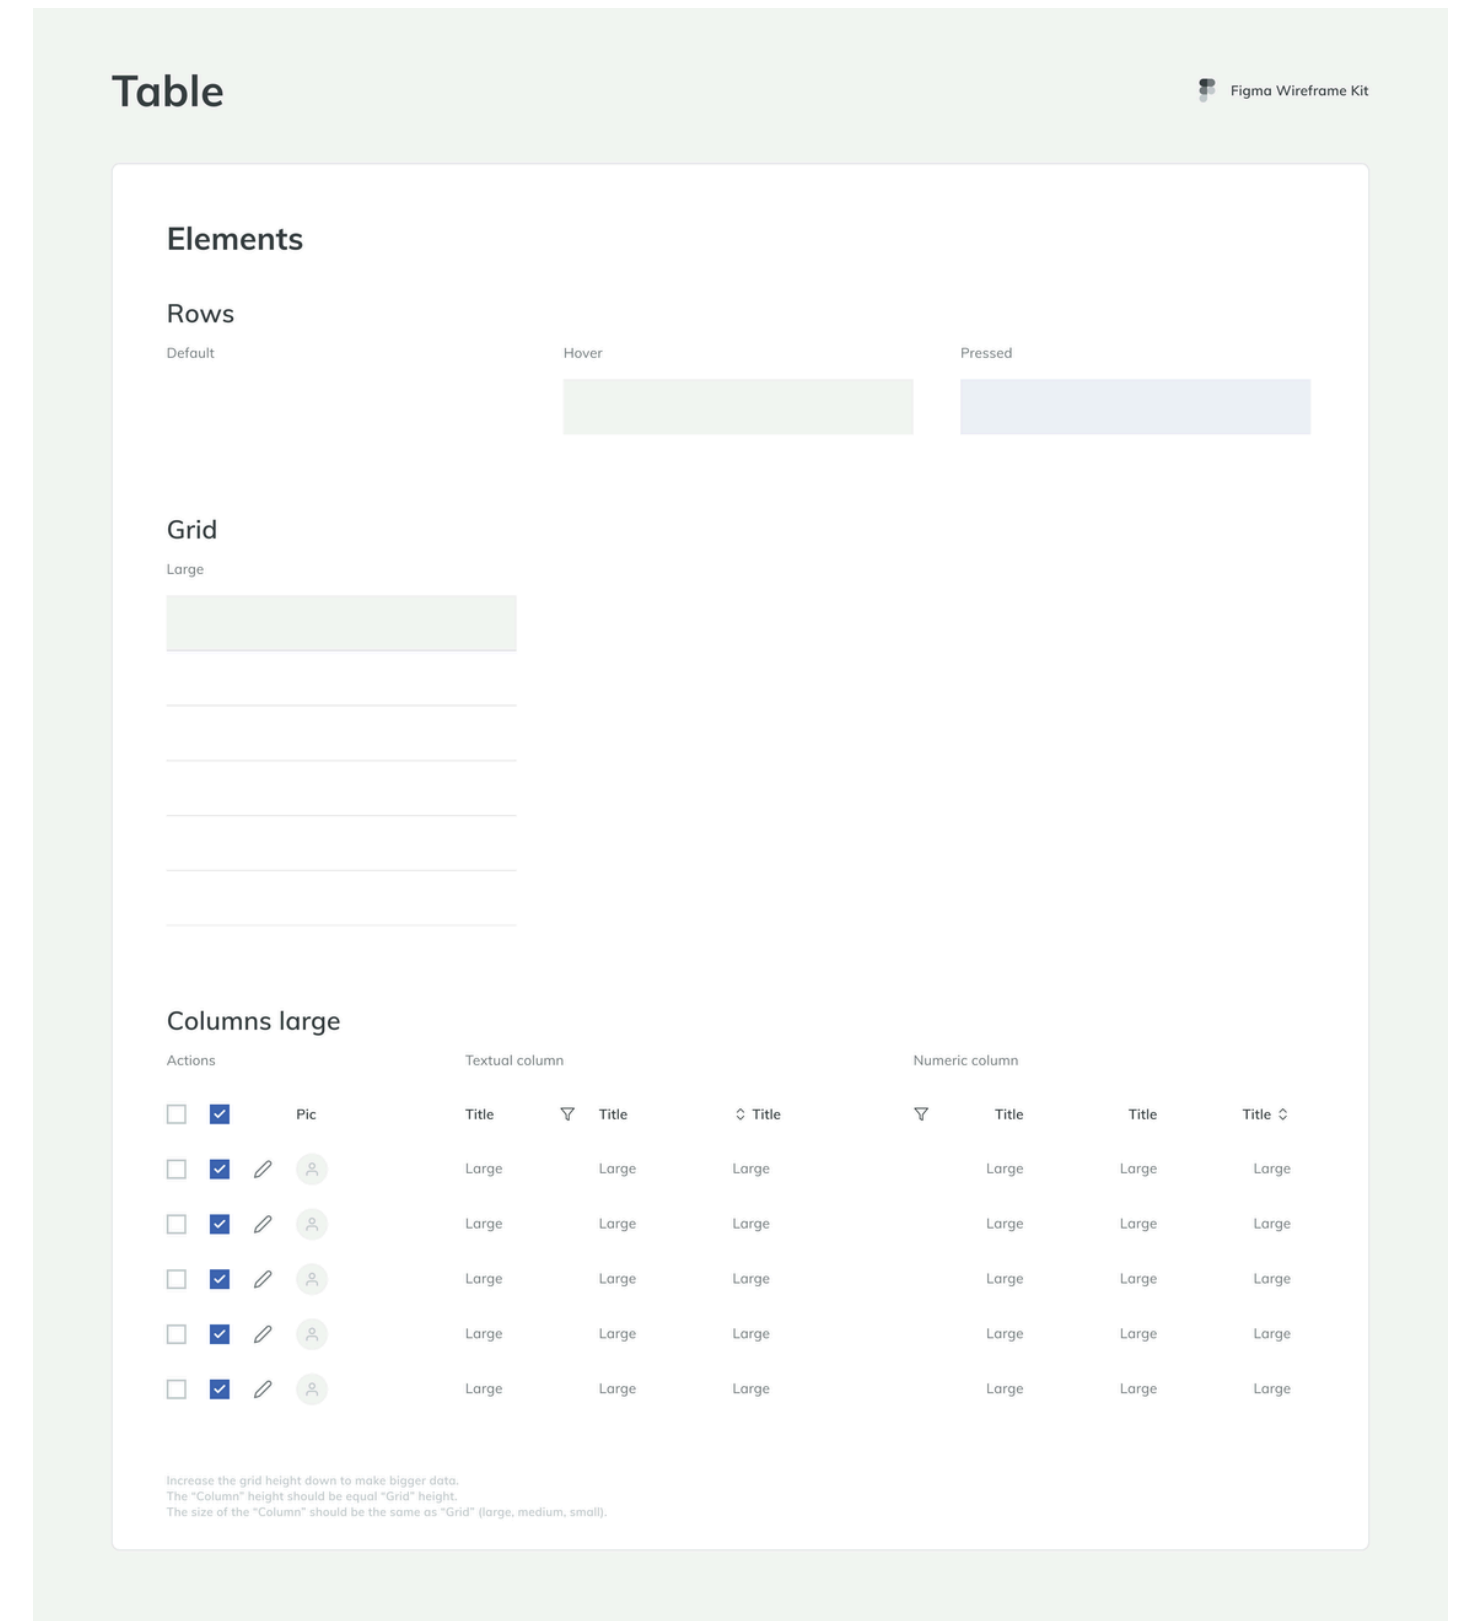 Table
Figma Wireframe Kit
Elements
Rows
Default Hover Pressed
Grid
Large
Columns large
Actions Textual column Numeric column
Pic Title Title Title Title Title Title
Large Large Large Large Large Large
Large Large Large Large Large Large
Large Large Large Large Large Large
Large Large Large Large Large Large
Large Large Large Large Large Large
Increase the grid height down to make bigger data.
The “Column” height should be equal “Grid” height.
The size of the “Column” should be the same as “Grid” (large, medium, small).